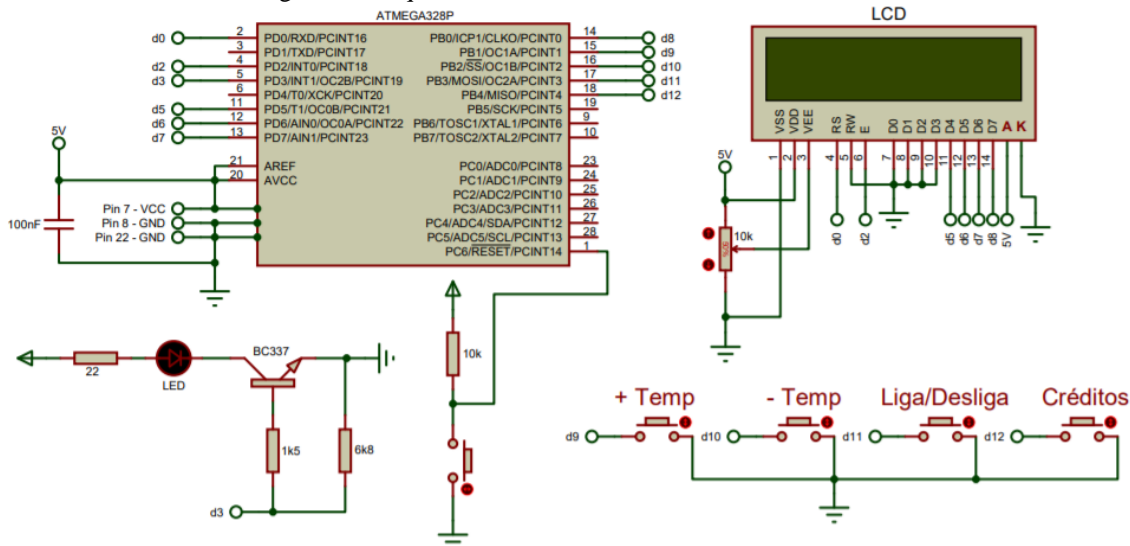 ATMEGA328P
d0 2 PD0/RXD/PCINT16 PB0/ICP1/CLKO/PCINT0 14 d8
3 PD1/TXD/PCINT17 PB1/OC1A/PCINT1 15 d9
d2 4 PD2/INT0/PCINT18 PB2/SS/OC1B/PCINT2 16 d10
d3 5 PD3/INT1/OC2B/PCINT19 PB3/MOSI/OC2A/PCINT3 17 d11
6 PD4/T0/XCK/PCINT20 PB4/MISO/PCINT4 18 d12
d5 11 PD5/T1/OC0B/PCINT21 PB5/SCK/PCINT5 19
d6 12 PD6/AIN0/OC0A/PCINT22 PB6/TOSC1/XTAL1/PCINT6 9
d7 13 PD7/AIN1/PCINT23 PB7/TOSC2/XTAL2/PCINT7 10
5V
21 AREF PC0/ADC0/PCINT8 23
20 AVCC PC1/ADC1/PCINT9 24
PC2/ADC2/PCINT10 25
Pin 7 - VCC PC3/ADC3/PCINT11 26
100nF Pin 8 - GND PC4/ADC4/SDA/PCINT12 27
Pin 22 - GND PC5/ADC5/SCL/PCINT13 28
PC6/RESET/PCINT14 1
LCD
VSS VDD VEE RS RW E D0 D1 D2 D3 D4 D5 D6 D7 A K
1 2 3 4 5 6 7 8 9 10 11 12 13 14
5V
10k
d0 d2 d5 d6 d7 d8 5V
22
LED
BC337
1k5
6k8
d3
10k
+ Temp - Temp Liga/Desliga Créditos
d9 d10 d11 d12